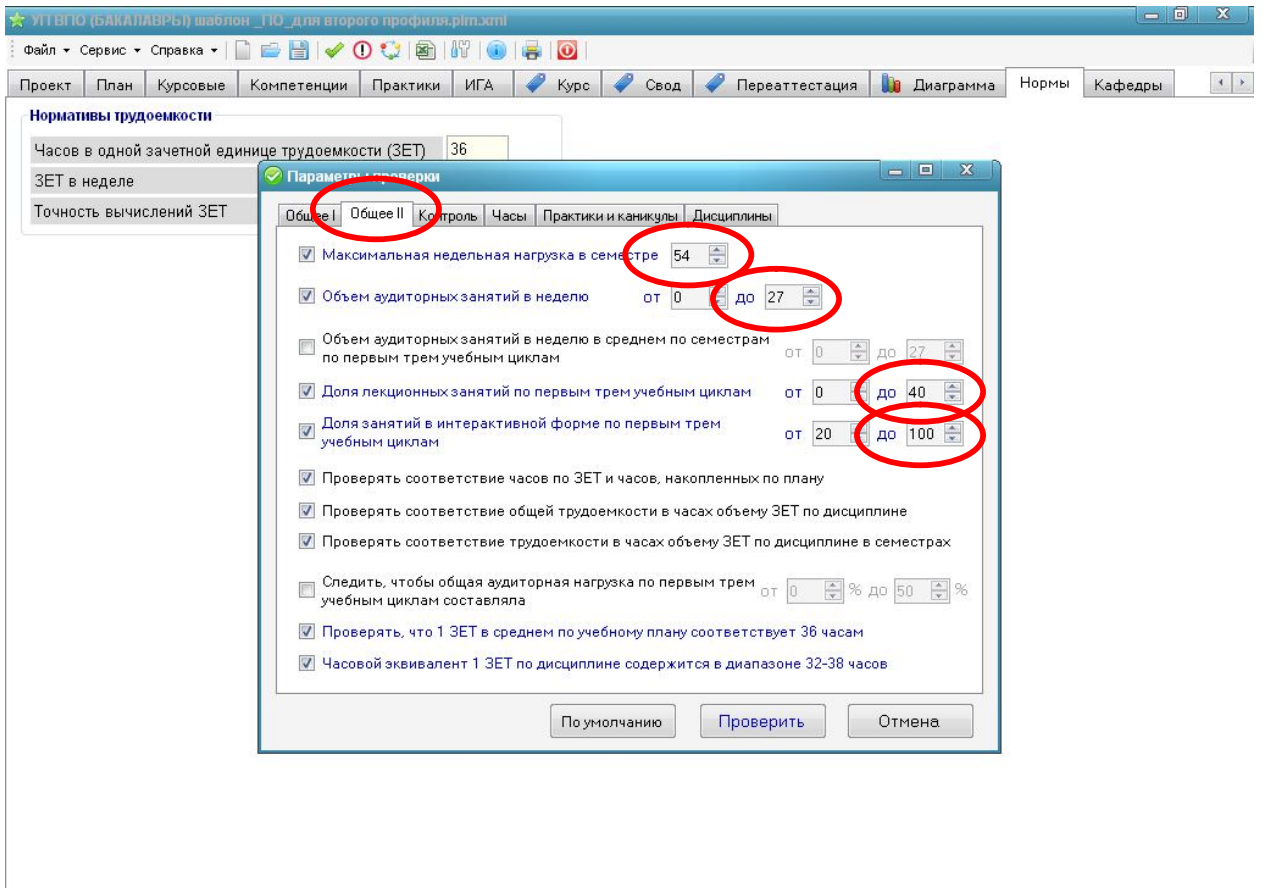 УП ВПО (БАКАЛАВРЫ) шаблон _ПО_для второго профиля.plm.xml
Файл Сервис Справка
Проект План Курсовые Компетенции Практики ИГА Курс Свод Переаттестация Диаграмма Нормы Кафедры
Нормативы трудоемкости
Часов в одной зачетной единице трудоемкости (ЗЕТ) 36
ЗЕТ в неделе
Точность вычислений ЗЕТ
Параметры проверки
Общее I Общее II Контроль Часы Практики и каникулы Дисциплины
Максимальная недельная нагрузка в семестре 54
Объем аудиторных занятий в неделю от 0 до 27
Объем аудиторных занятий в неделю в среднем по семестрам
по первым трем учебным циклам от 0 до 27
Доля лекционных занятий по первым трем учебным циклам от 0 до 40
Доля занятий в интерактивной форме по первым трем
учебным циклам от 20 до 100
Проверять соответствие часов по ЗЕТ и часов, накопленных по плану
Проверять соответствие общей трудоемкости в часах объему ЗЕТ по дисциплине
Проверять соответствие трудоемкости в часах объему ЗЕТ по дисциплине в семестрах
Следить, чтобы общая аудиторная нагрузка по первым трем
учебным циклам составляла от 0 % до 50 %
Проверять, что 1 ЗЕТ в среднем по учебному плану соответствует 36 часам
Часовой эквивалент 1 ЗЕТ по дисциплине содержится в диапазоне 32-38 часов
По умолчанию Проверить Отмена